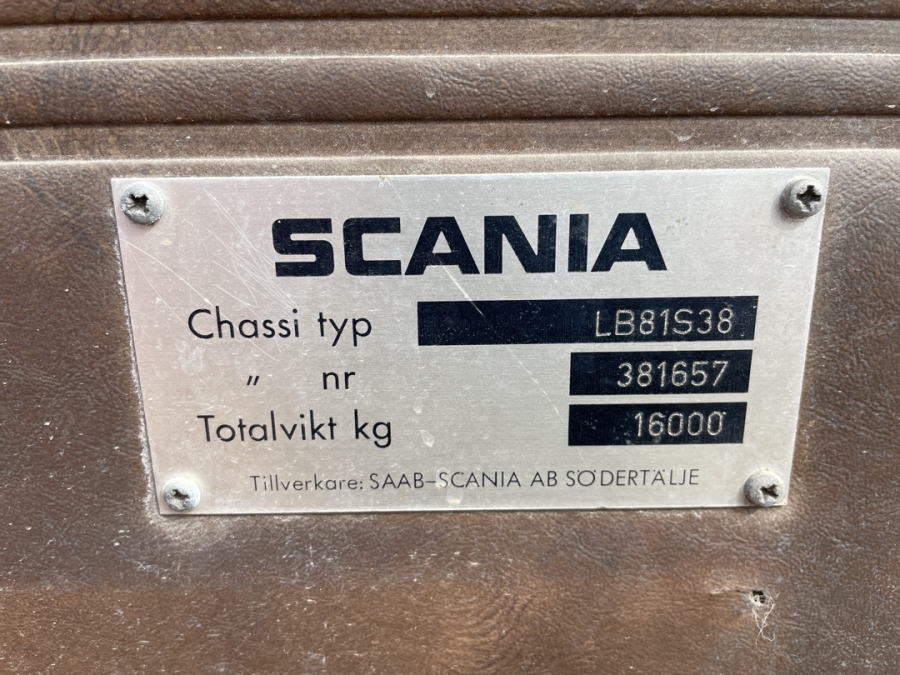 SCANIA
Chassi typ LB81S38
„ nr 381657
Totalvikt kg 16000
Tillverkare: SAAB-SCANIA AB SÖDERTÄLJE